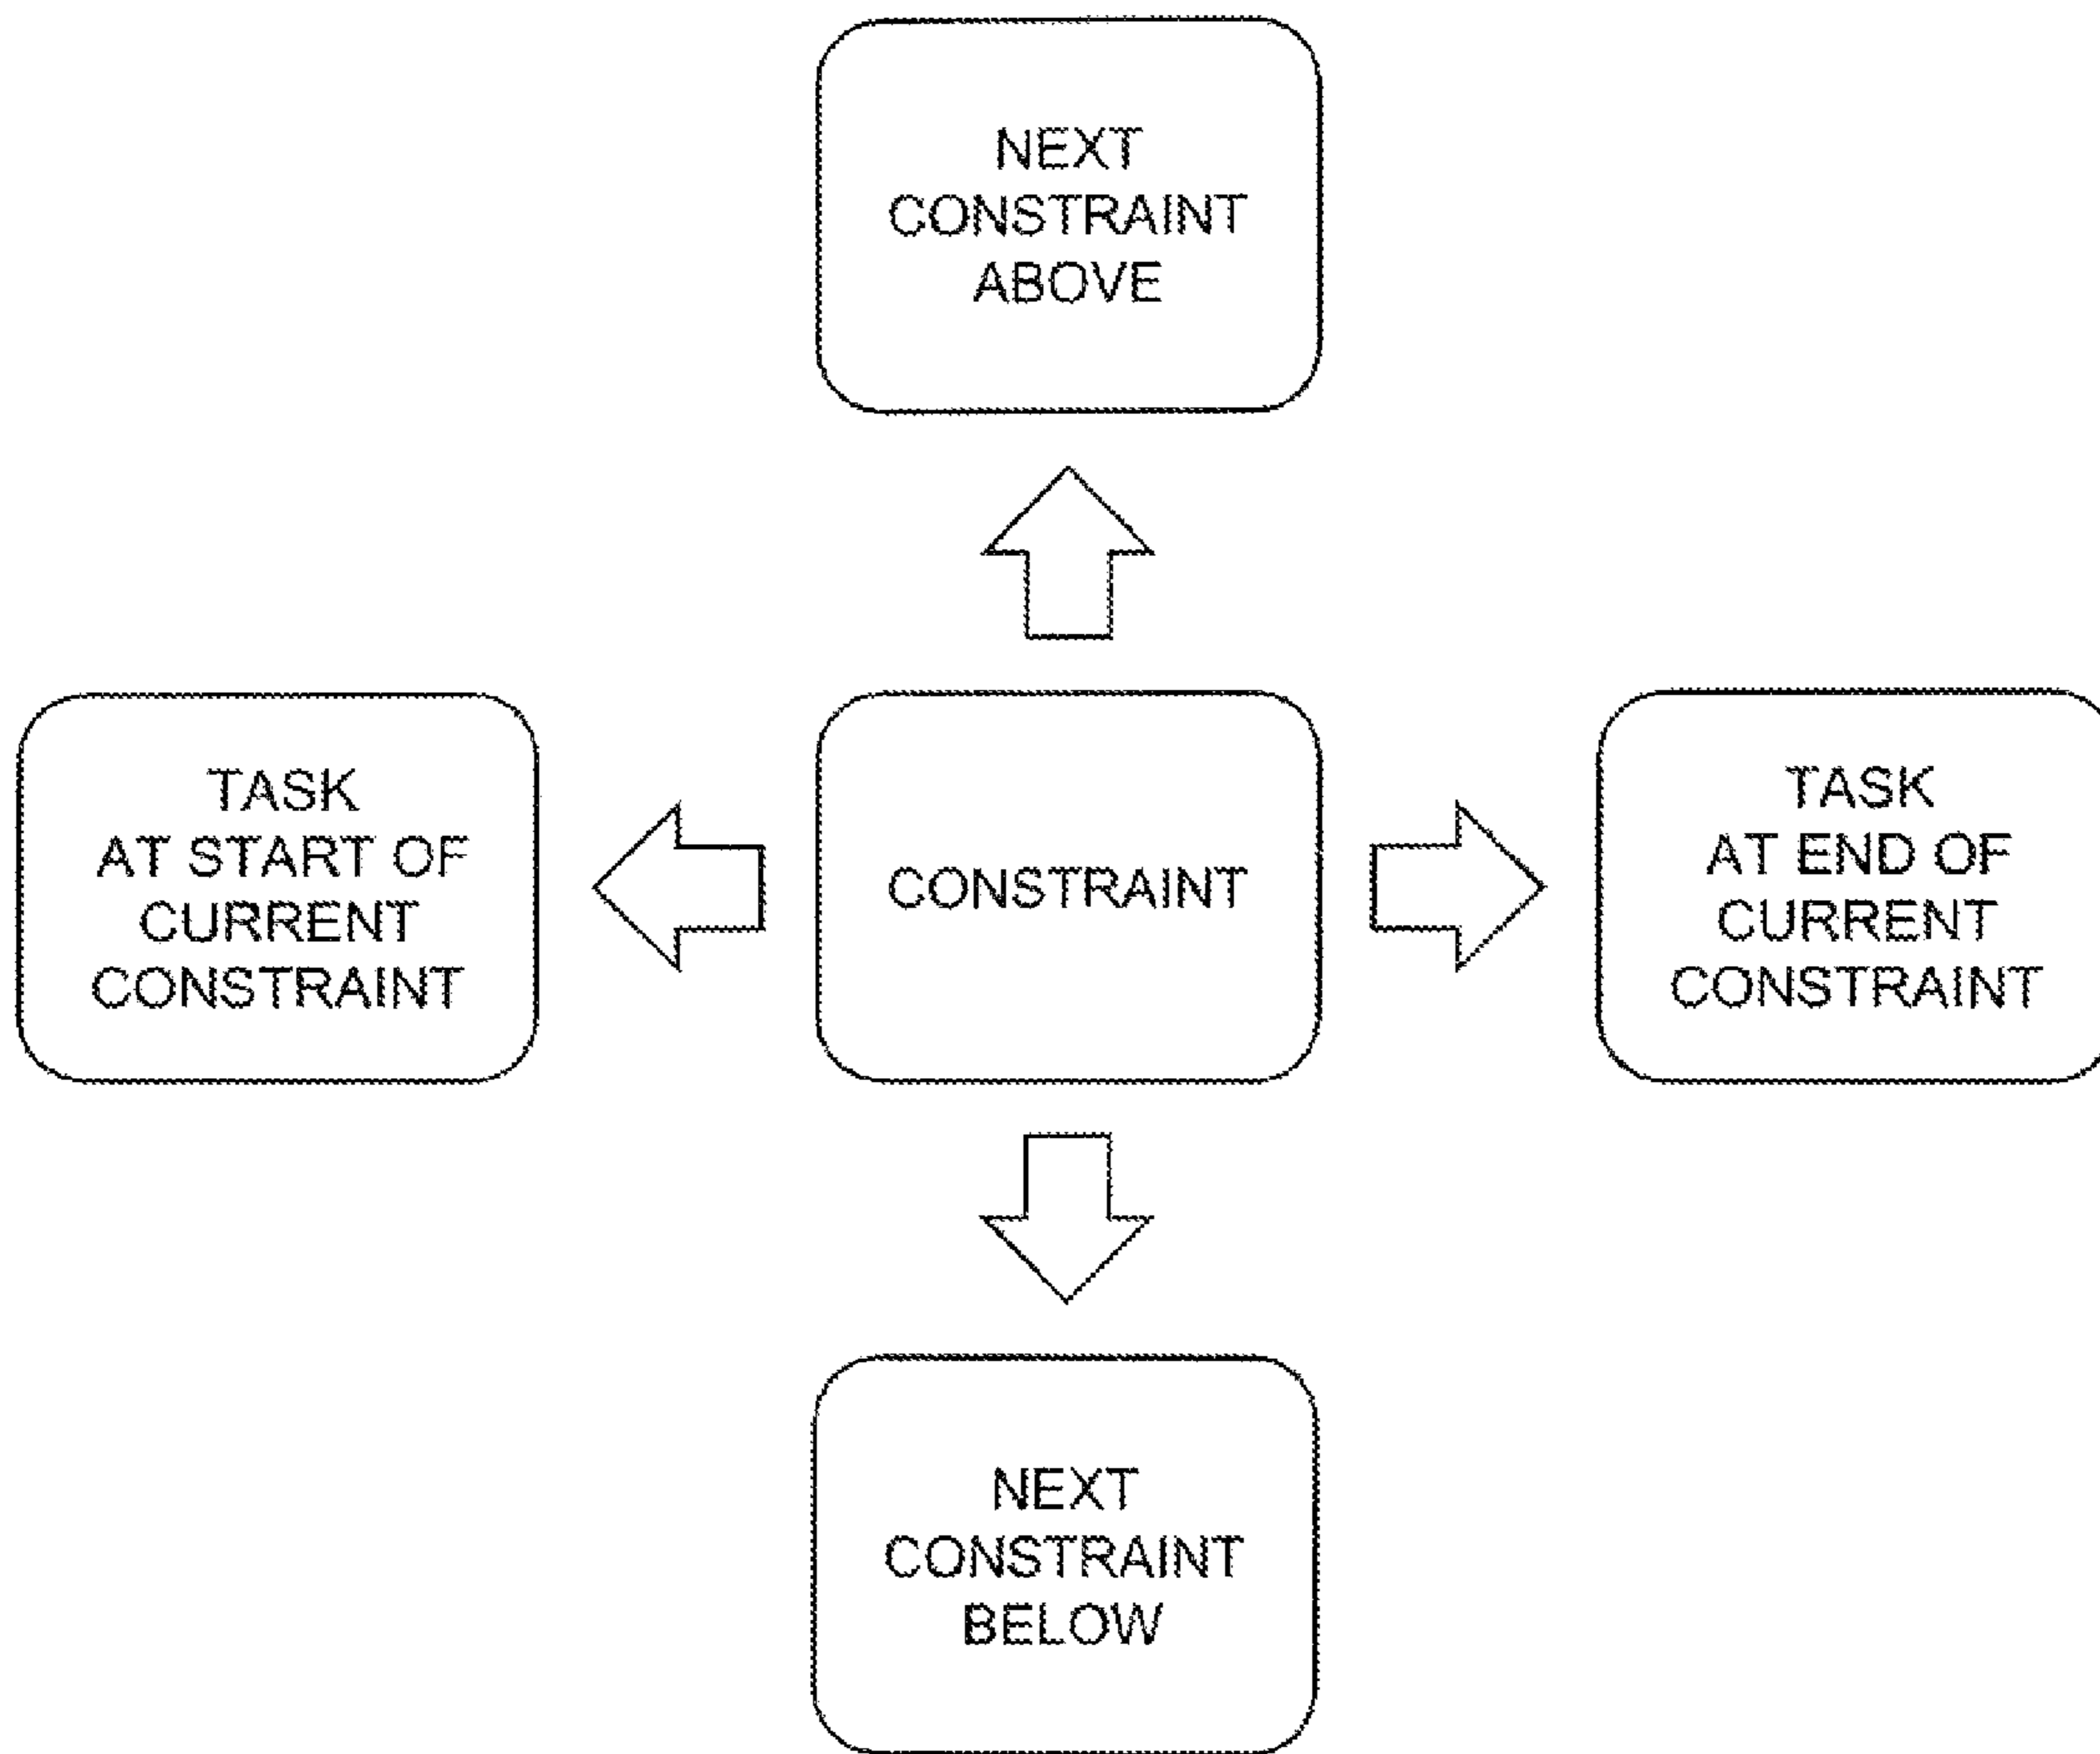 NEXT
CONSTRAINT
ABOVE
TASK
AT START OF
CURRENT
CONSTRAINT
CONSTRAINT
TASK
AT END OF
CURRENT
CONSTRAINT
NEXT
CONSTRAINT
BELOW